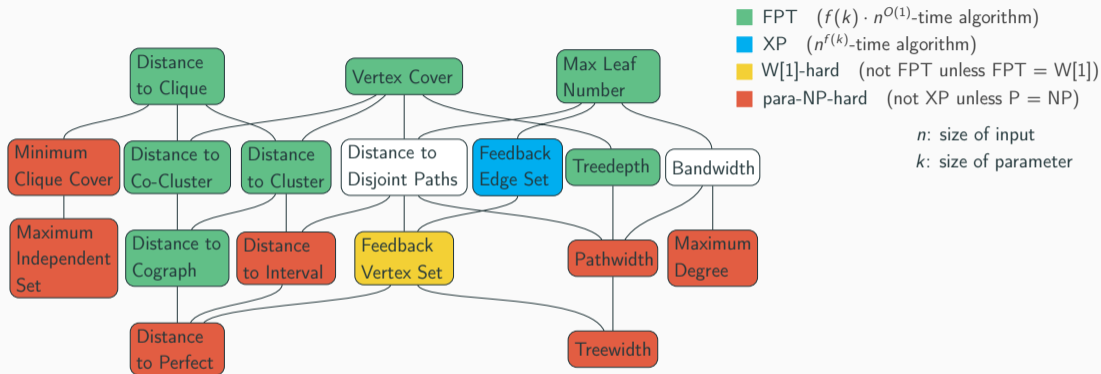 FPT (f(k) · n^{O(1)}-time algorithm)
XP (n^{f(k)}-time algorithm)
W[1]-hard (not FPT unless FPT = W[1])
para-NP-hard (not XP unless P = NP)
n: size of input
k: size of parameter
Distance
to Clique
Vertex Cover
Max Leaf
Number
Minimum
Clique Cover
Distance to
Co-Cluster
Distance
to Cluster
Distance to
Disjoint Paths
Feedback
Edge Set
Treedepth
Bandwidth
Maximum
Independent
Set
Distance to
Cograph
Distance
to Interval
Feedback
Vertex Set
Pathwidth
Maximum
Degree
Distance
to Perfect
Treewidth